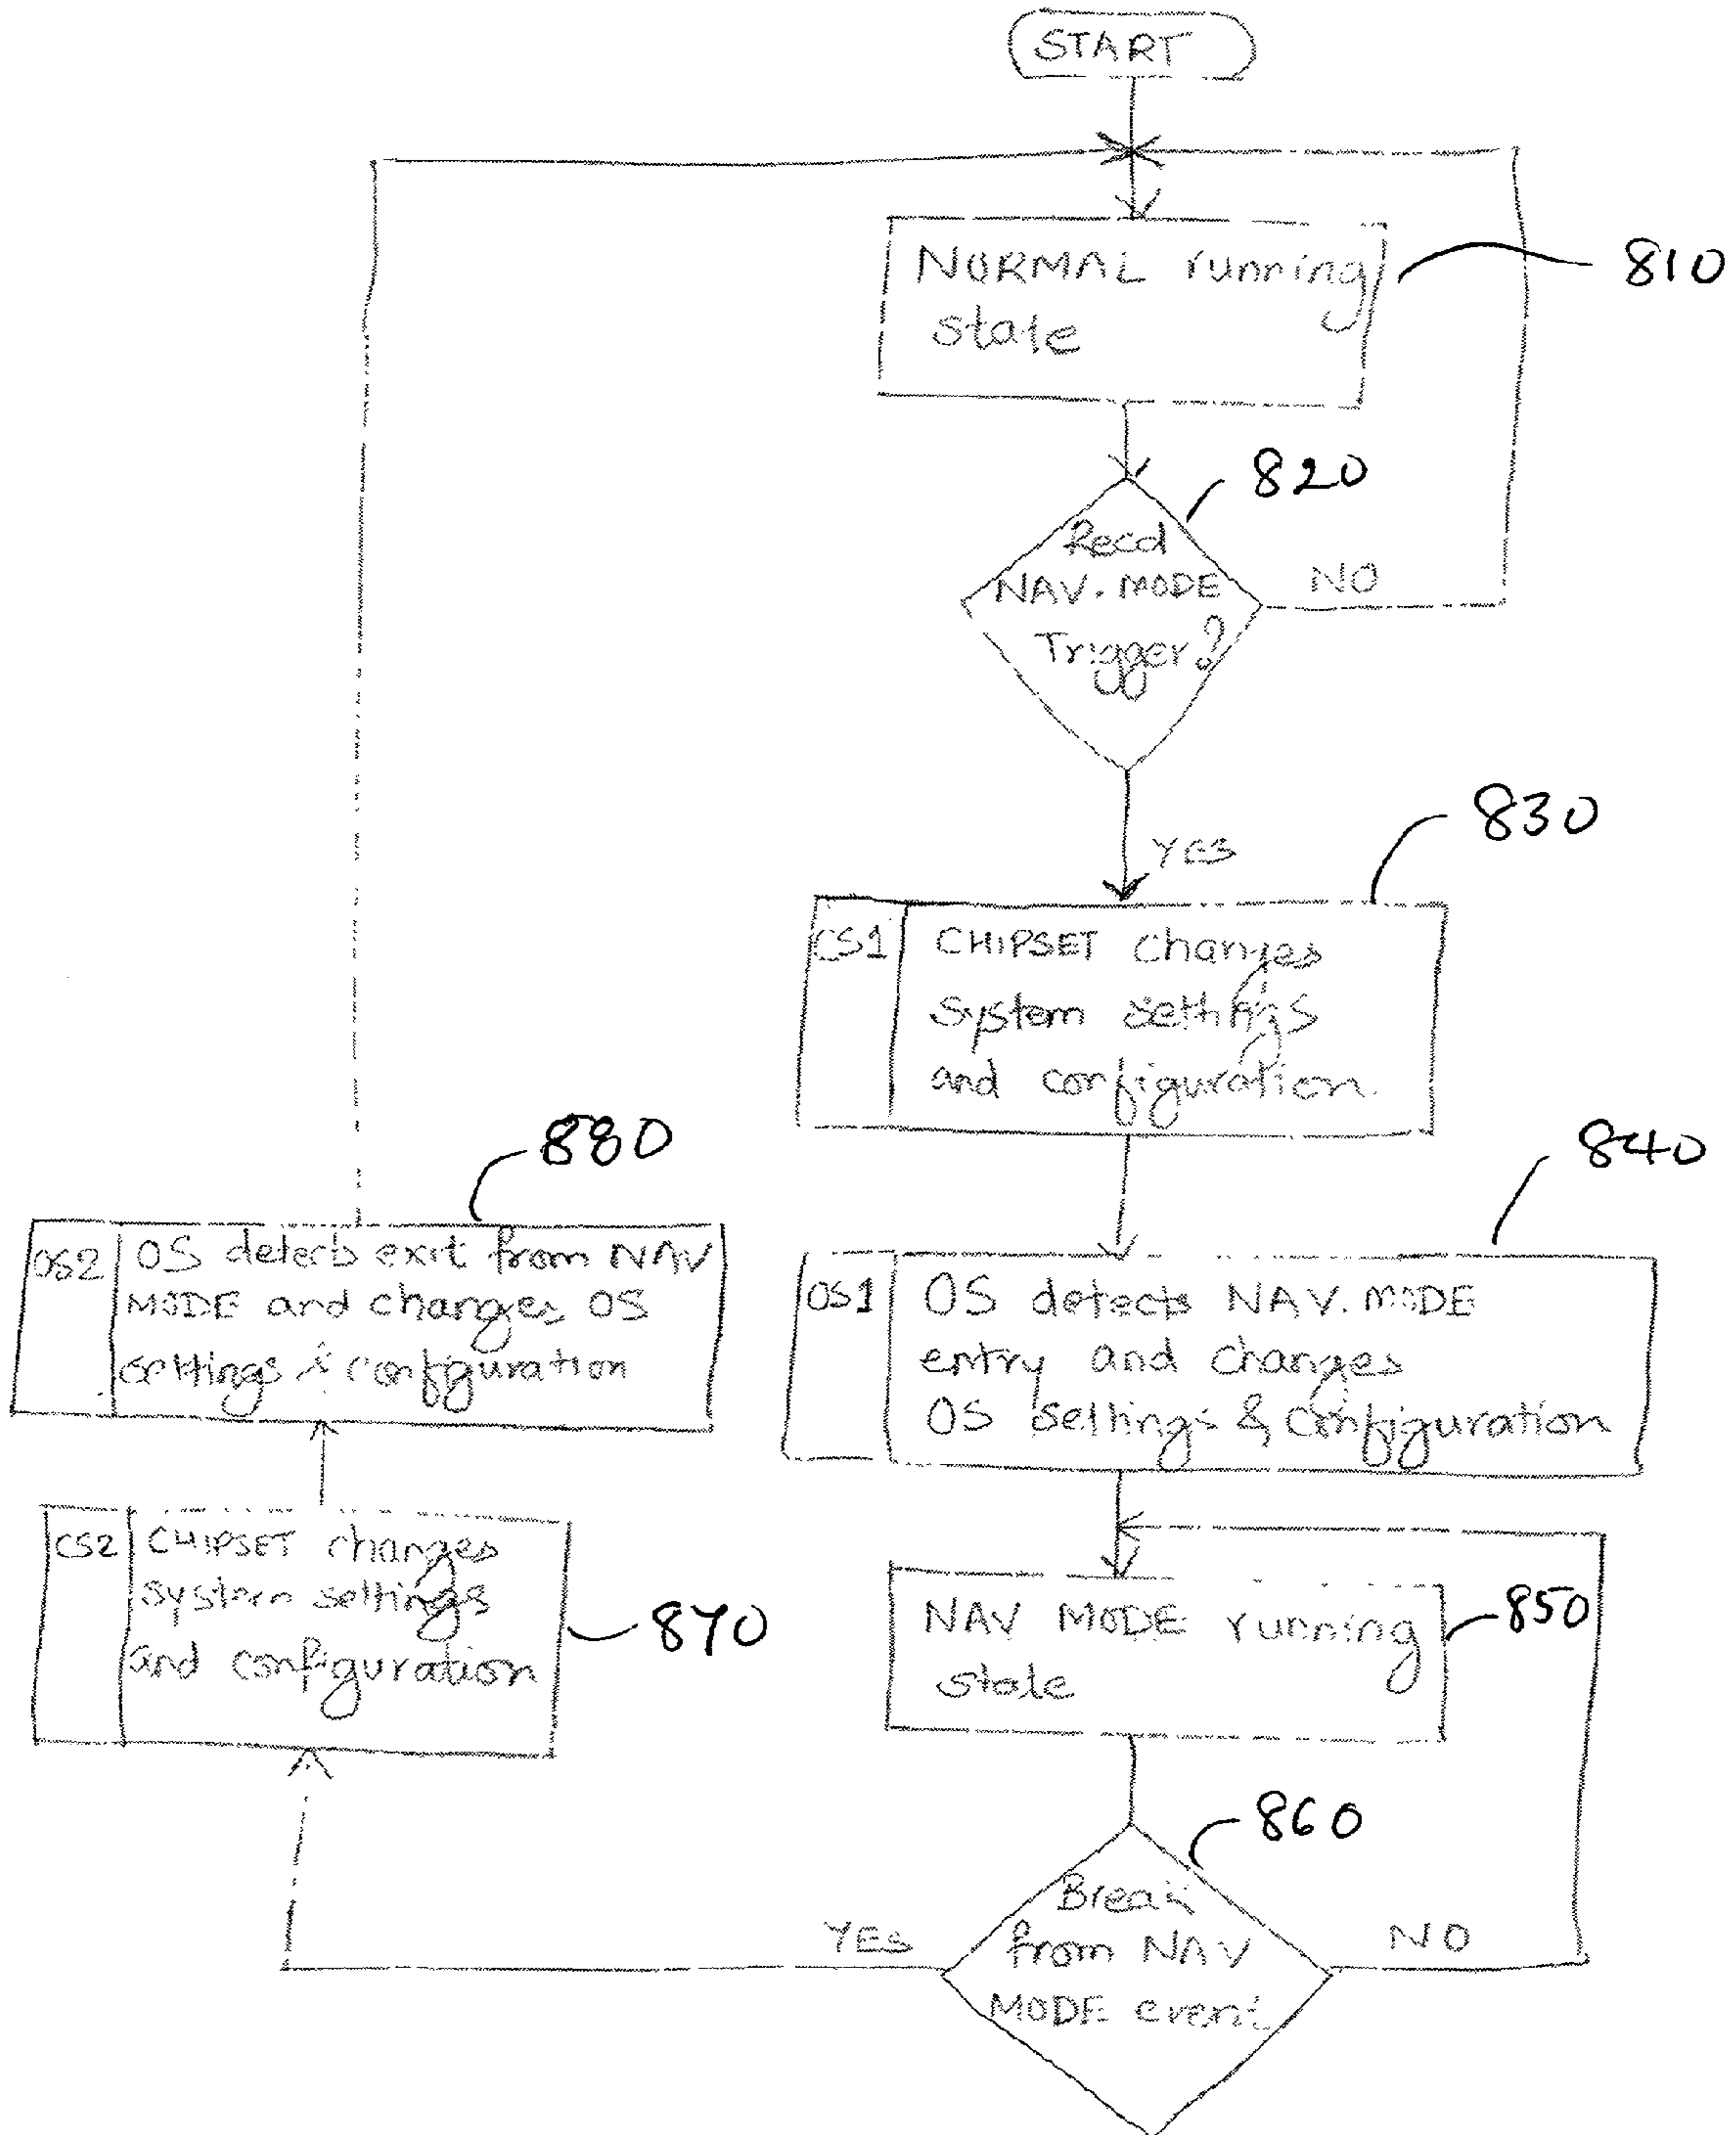 START
NORMAL running
state
810
820
Recd
NAV. MODE
Trigger?
NO
YES
830
CS1
CHIPSET changes
system settings
and configuration.
840
OS1
OS detects NAV. MODE
entry and changes
OS settings & configuration
880
OS2
OS detects exit from NAV
MODE and changes OS
settings & configuration
CS2
CHIPSET changes
system settings
and configuration
870
NAV MODE running
state
850
860
Break
from NAV
MODE event
YES
NO